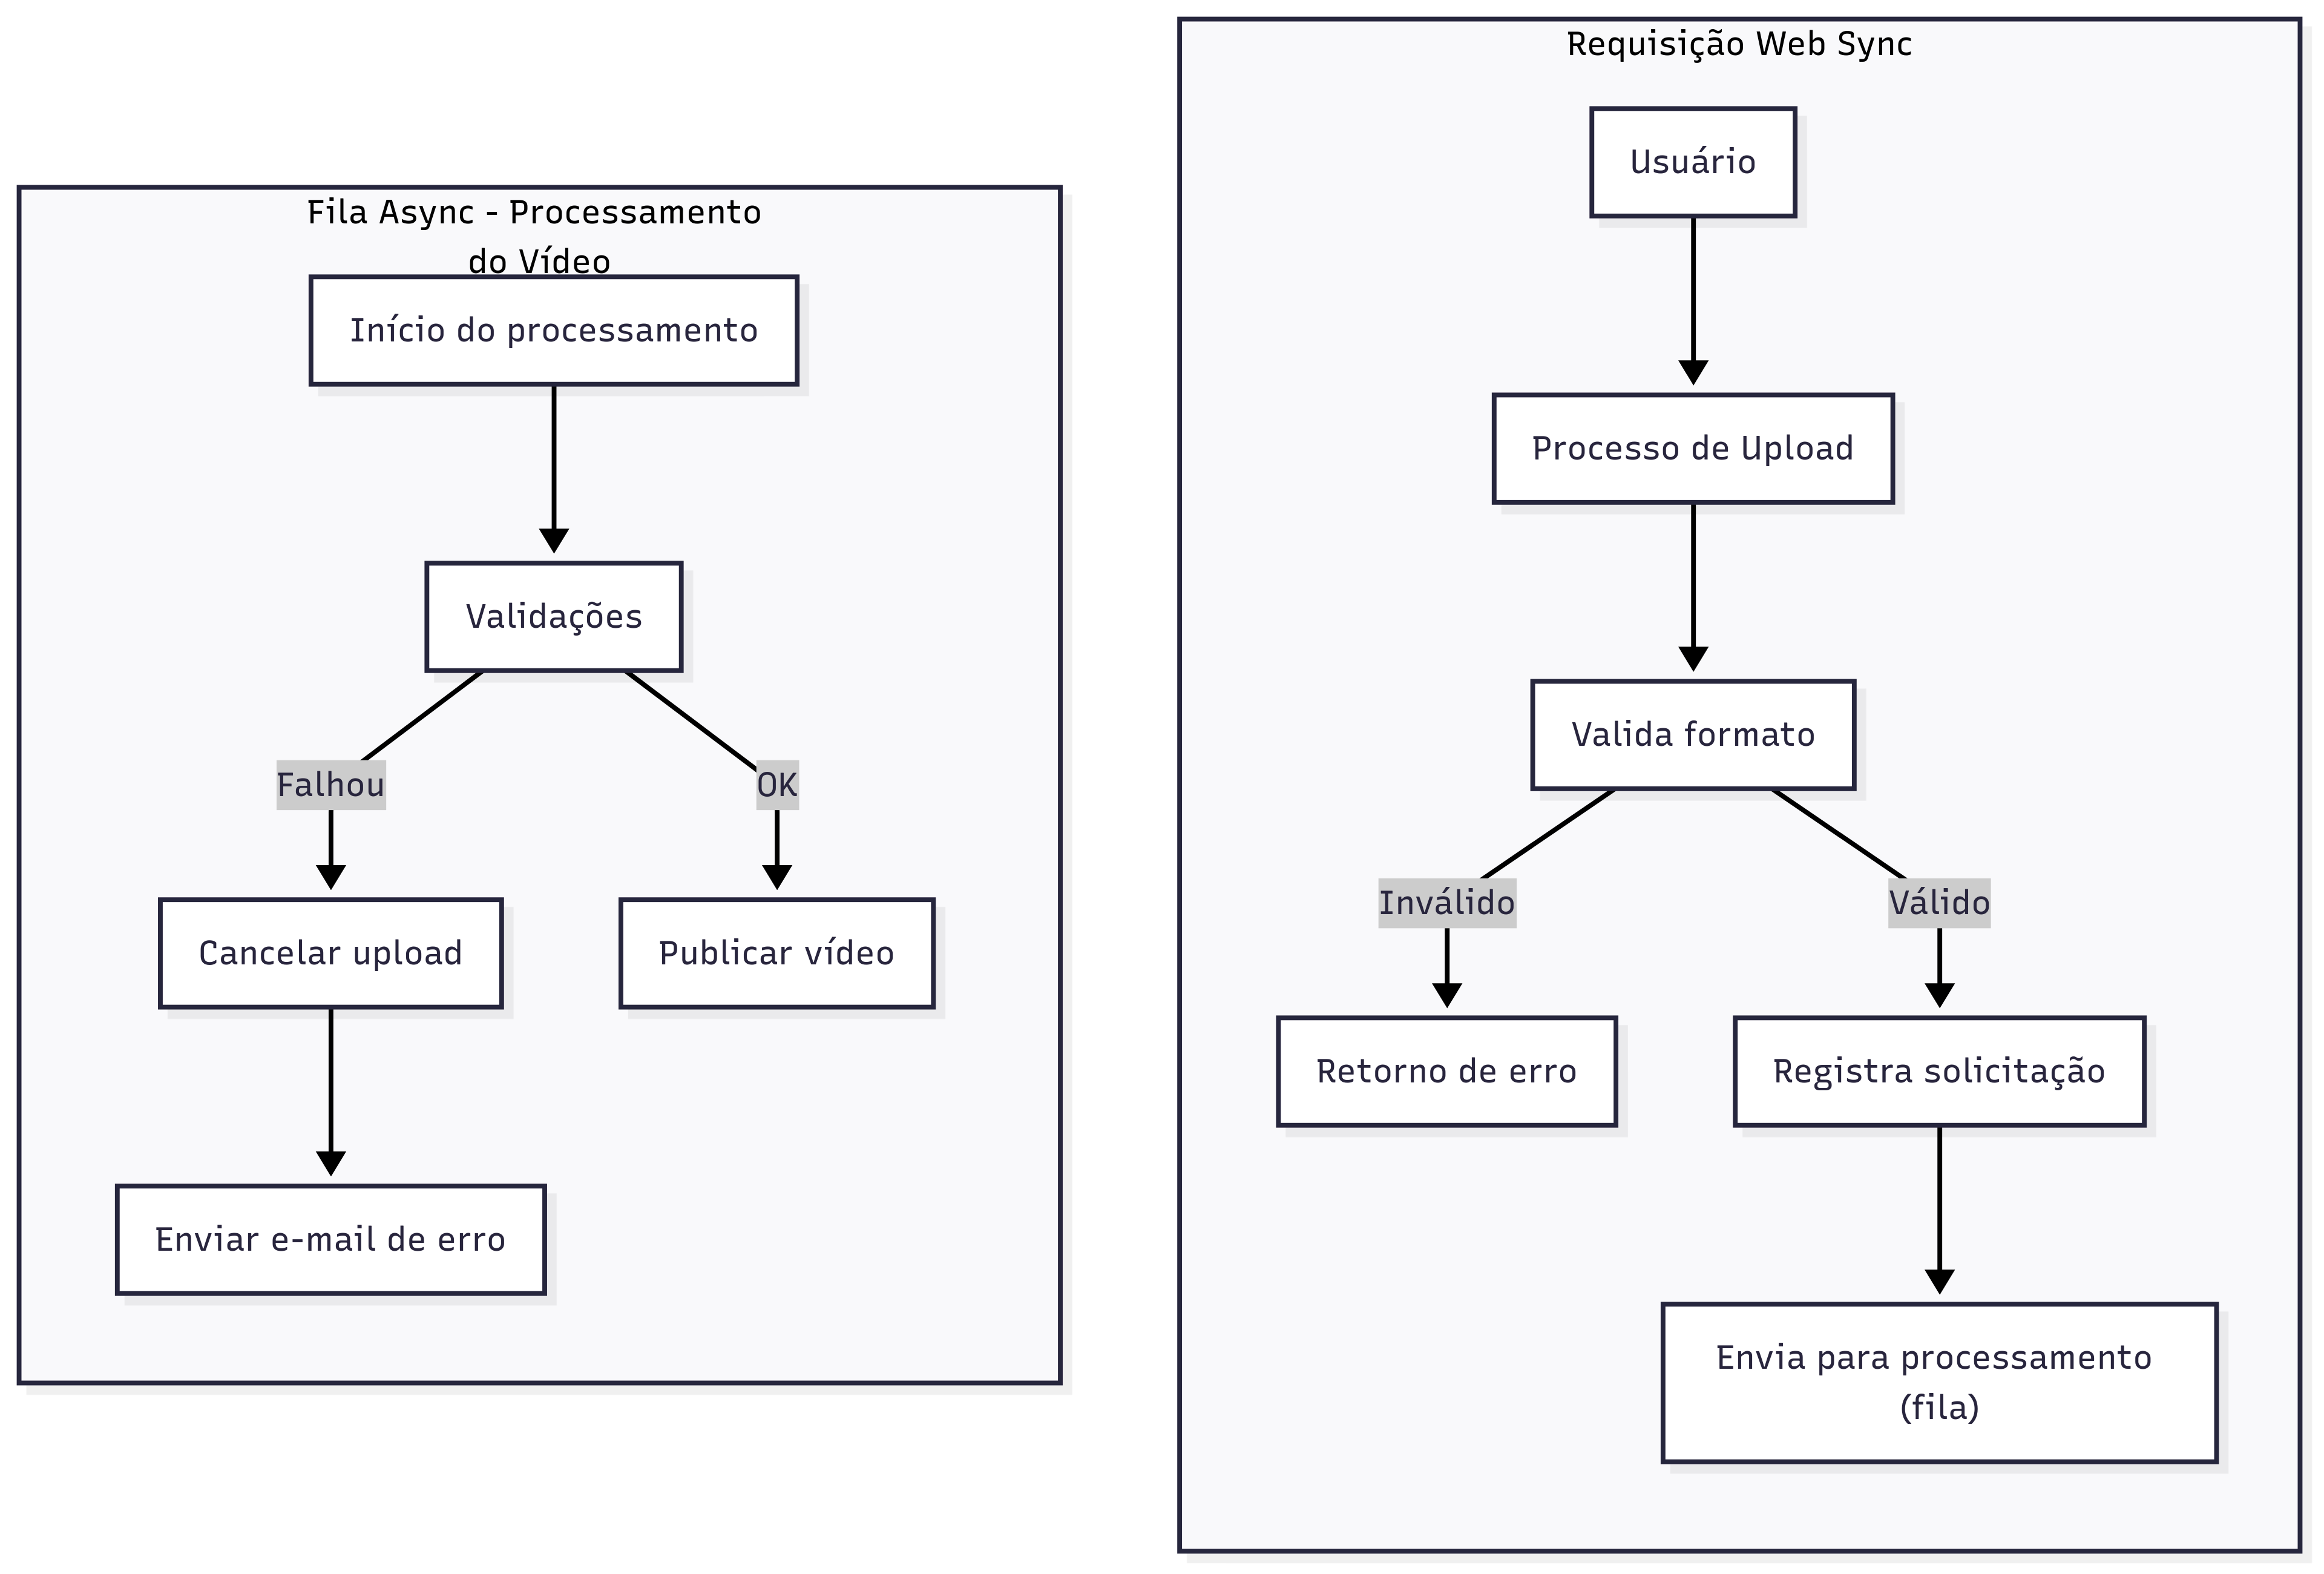 Fila Async - Processamento
do Vídeo
Início do processamento
Validações
Falhou
OK
Cancelar upload
Publicar vídeo
Enviar e-mail de erro
Requisição Web Sync
Usuário
Processo de Upload
Valida formato
Inválido
Válido
Retorno de erro
Registra solicitação
Envia para processamento
(fila)